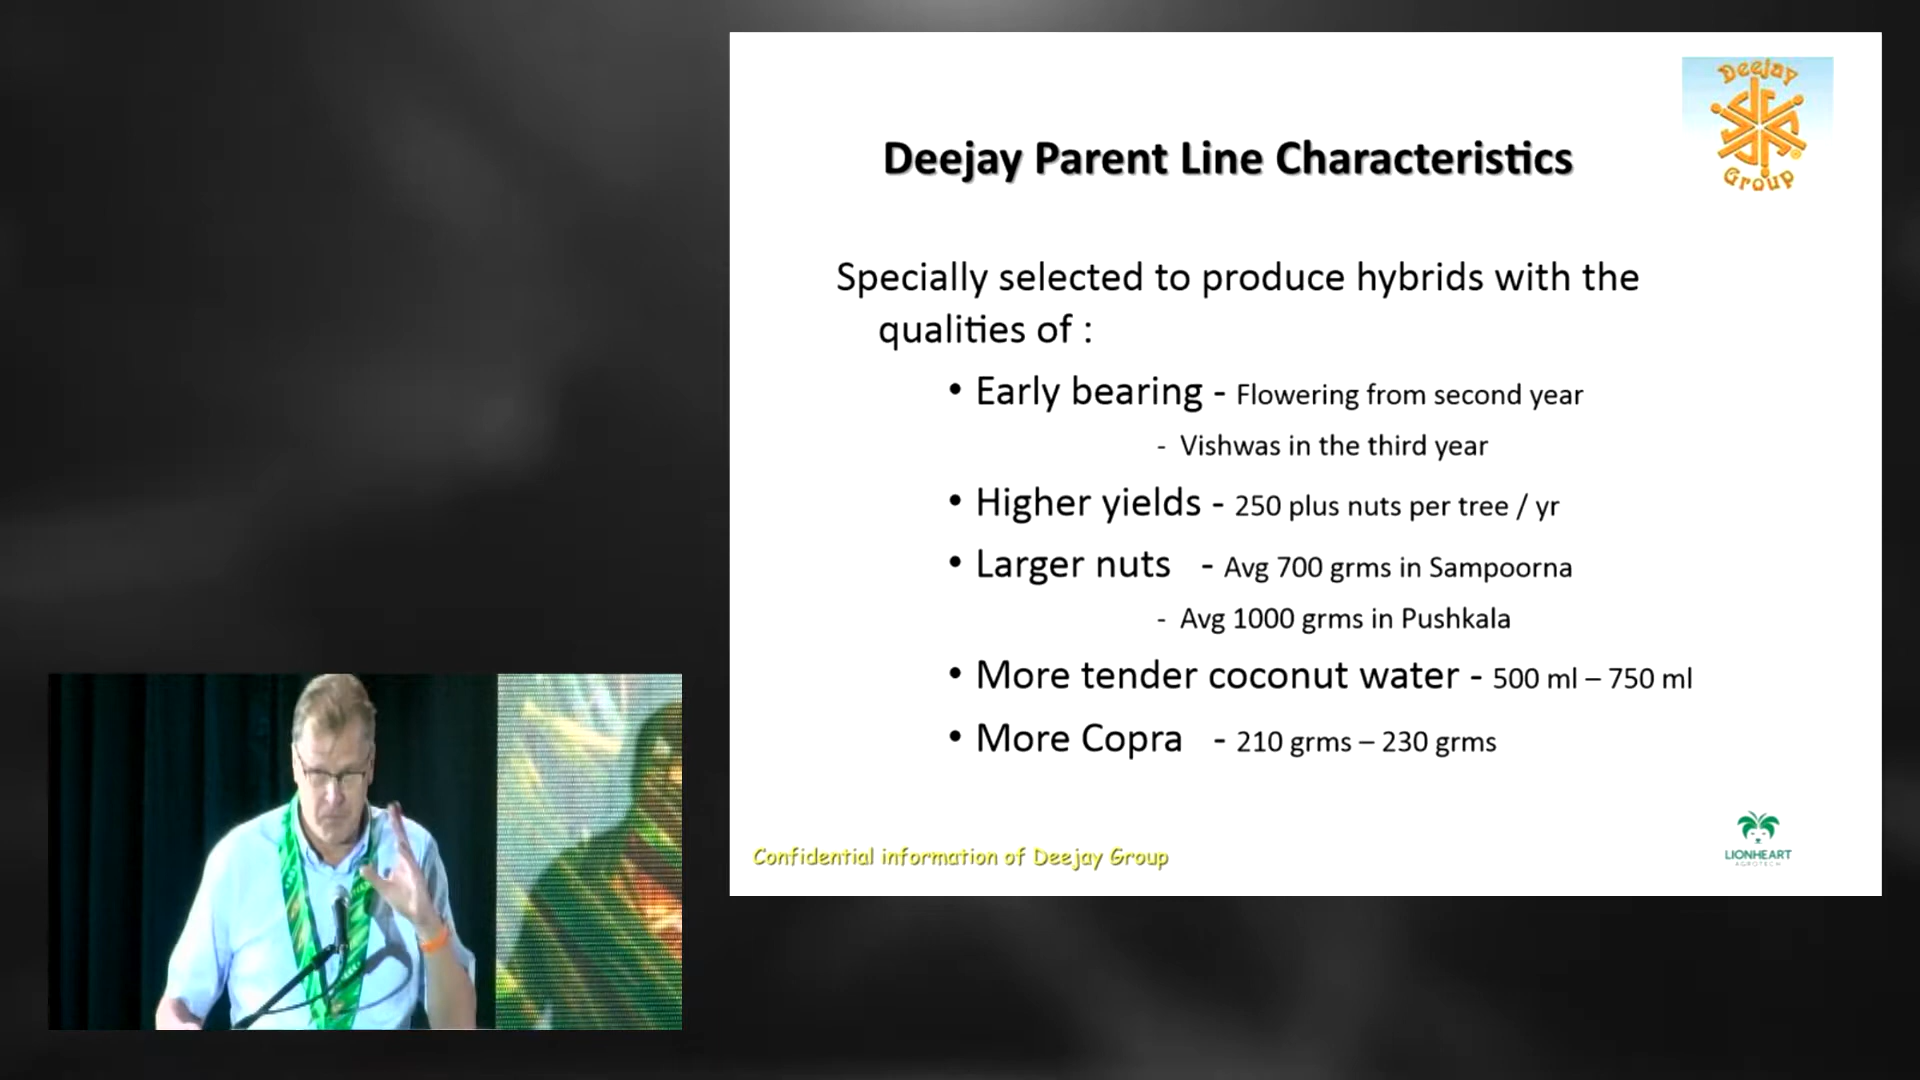 Deejay
Group
Deejay Parent Line Characteristics
Specially selected to produce hybrids with the
qualities of :
• Early bearing - Flowering from second year
- Vishwas in the third year
• Higher yields - 250 plus nuts per tree / yr
• Larger nuts - Avg 700 grms in Sampoorna
- Avg 1000 grms in Pushkala
• More tender coconut water - 500 ml – 750 ml
• More Copra - 210 grms – 230 grms
Confidential information of Deejay Group
LIONHEART
AGROTECH